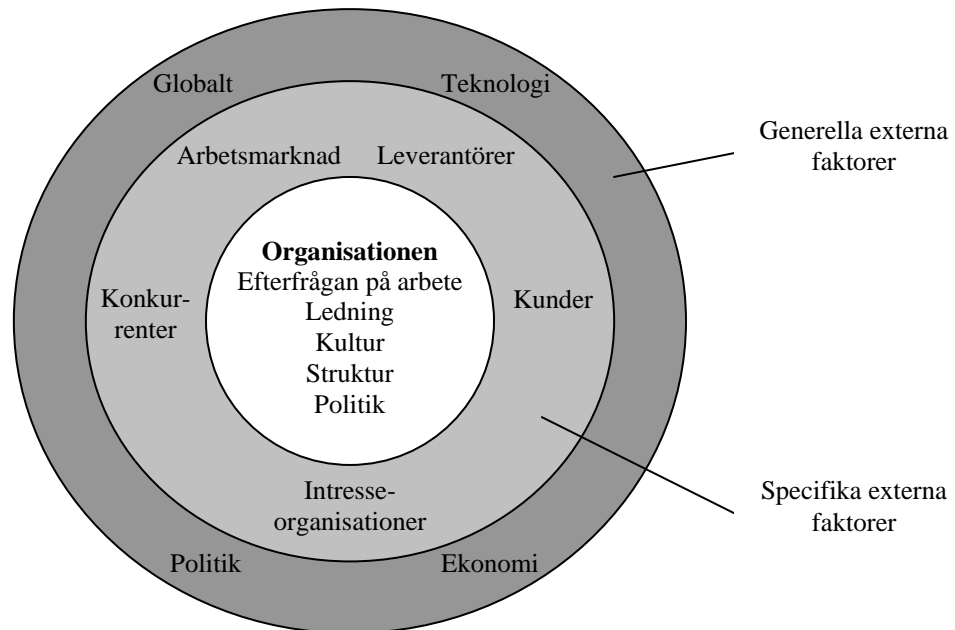 Globalt
Teknologi
Generella externa
faktorer
Arbetsmarknad
Leverantörer
Organisationen
Efterfrågan på arbete
Ledning
Kultur
Struktur
Politik
Konkur-
renter
Kunder
Intresse-
organisationer
Specifika externa
faktorer
Politik
Ekonomi